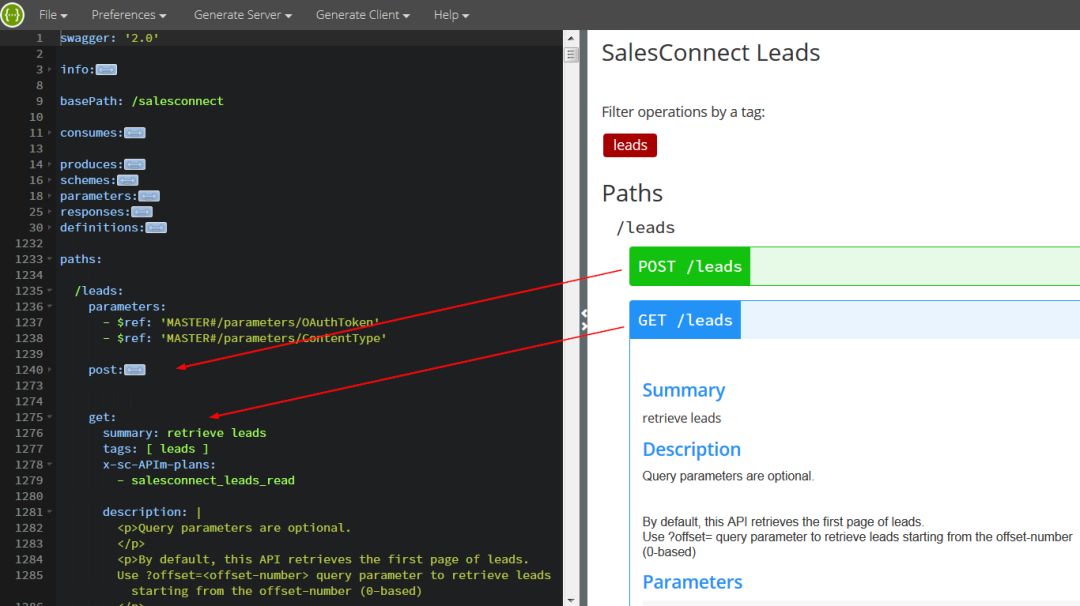 File Preferences Generate Server Generate Client Help
1 swagger: '2.0'
2
3 info:
8
9 basePath: /salesconnect
10
11 consumes:
13
14 produces:
16 schemes:
18 parameters:
25 responses:
30 definitions:
1232
1233 paths:
1234
1235 /leads:
1236 parameters:
1237 - $ref: 'MASTER#/parameters/OAuthToken'
1238 - $ref: 'MASTER#/parameters/ContentType'
1239
1240 post:
1273
1274
1275 get:
1276 summary: retrieve leads
1277 tags: [ leads ]
1278 x-sc-APIm-plans:
1279 - salesconnect_leads_read
1280
1281 description: |
1282 <p>Query parameters are optional.
1283 </p>
1284 <p>By default, this API retrieves the first page of leads.
1285 Use ?offset=<offset-number> query parameter to retrieve leads
starting from the offset-number (0-based)
1286 </p>
SalesConnect Leads
Filter operations by a tag:
leads
Paths
/leads
POST /leads
GET /leads
Summary
retrieve leads
Description
Query parameters are optional.
By default, this API retrieves the first page of leads.
Use ?offset= query parameter to retrieve leads starting from the offset-number
(0-based)
Parameters